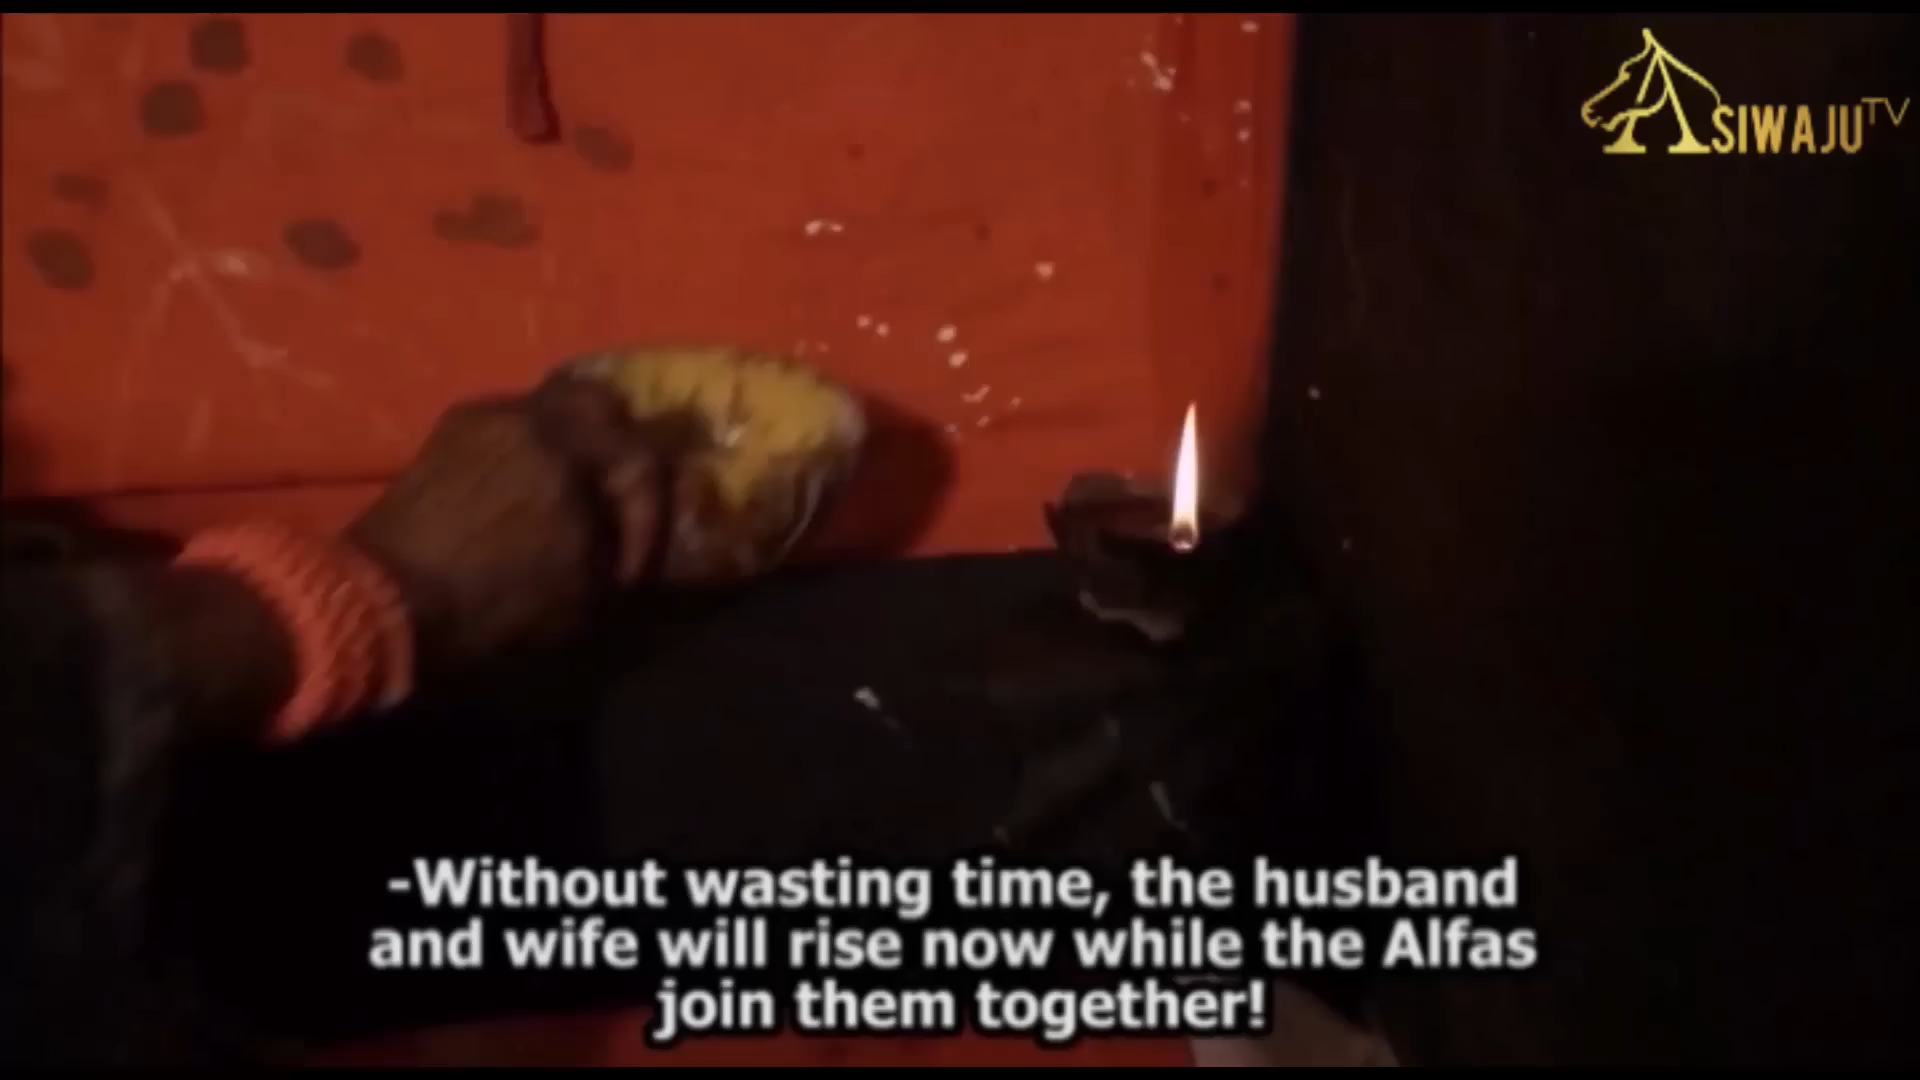 ASIWAJU TV
-Without wasting time, the husband
and wife will rise now while the Alfas
join them together!